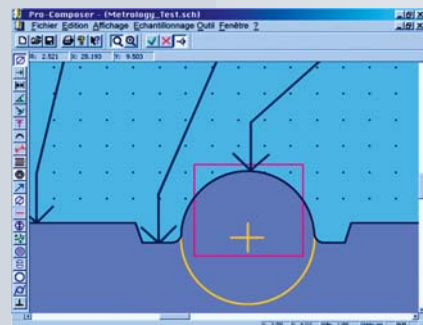 Pro-Composer - (Metrology_Test.sch)
Fichier Edition Affichage Echantillonnage Outil Fenêtre ?
R: 2.521 X: 29.193 Y: 9.503